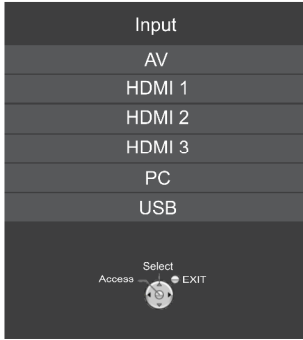 Input
AV
HDMI 1
HDMI 2
HDMI 3
PC
USB
Select
Access
EXIT